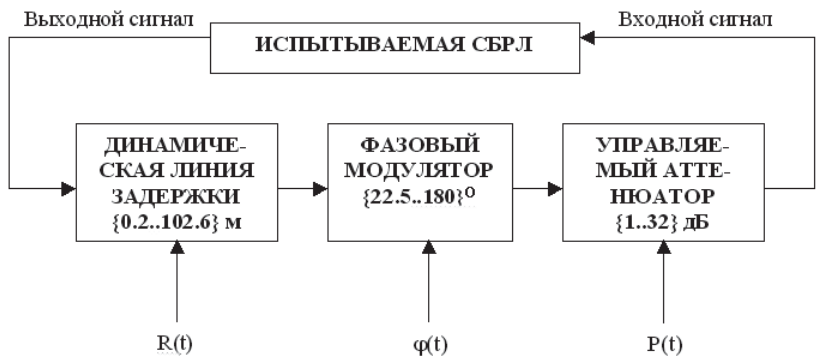 Выходной сигнал
Входной сигнал
ИСПЫТЫВАЕМАЯ СБРЛ
ДИНАМИЧЕ-
СКАЯ ЛИНИЯ
ЗАДЕРЖКИ
{0.2..102.6} м
ФАЗОВЫЙ
МОДУЛЯТОР
{22.5..180}⁰
УПРАВЛЯЕ-
МЫЙ АТТЕ-
НЮАТОР
{1..32} дБ
R(t)
φ(t)
P(t)